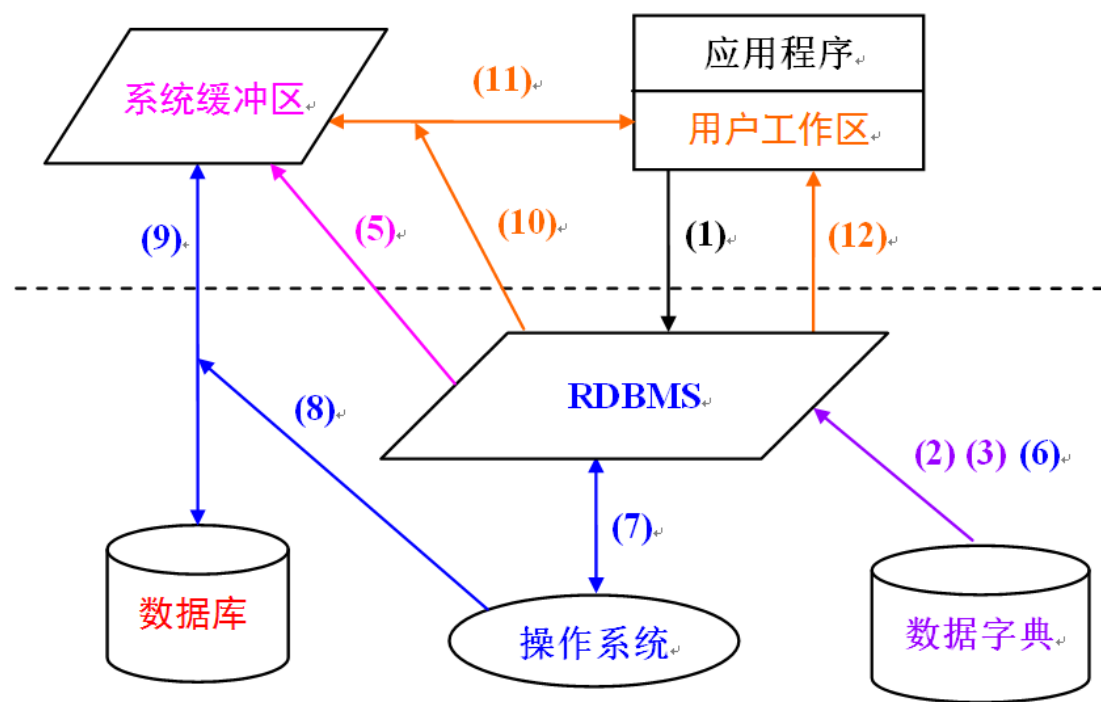 应用程序
系统缓冲区
(11)
用户工作区
(9)
(5)
(10)
(1)
(12)
RDBMS
(8)
(2) (3) (6)
(7)
数据库
操作系统
数据字典